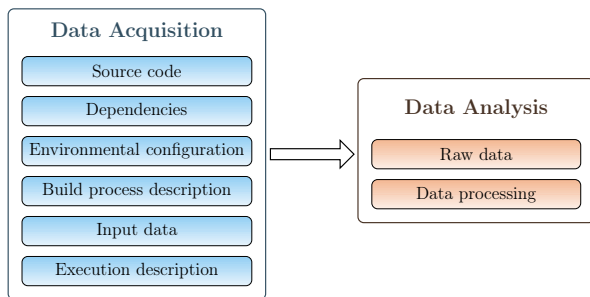 Data Acquisition
Source code
Dependencies
Environmental configuration
Build process description
Input data
Execution description
Data Analysis
Raw data
Data processing